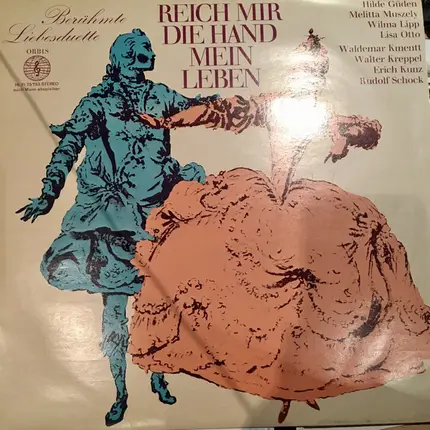 Berühmte
Liebesduette
ORBIS
REICH MIR
DIE HAND
MEIN
LEBEN
Hilde Güden
Melitta Muszely
Wilma Lipp
Lisa Otto
Waldemar Kmentt
Walter Kreppel
Erich Kunz
Rudolf Schock